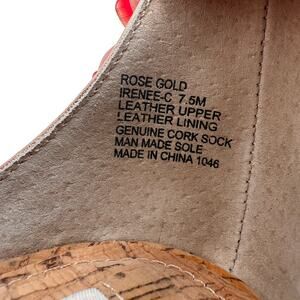 ROSE GOLD
IRENEE-C 7.5M
LEATHER UPPER
LEATHER LINING
GENUINE CORK SOCK
MAN MADE SOLE
MADE IN CHINA 1046